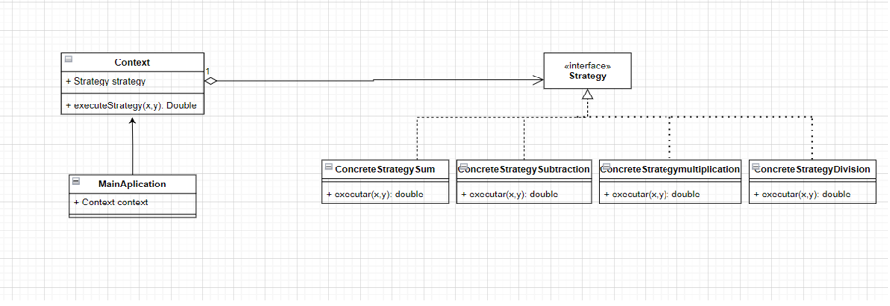 Context
+ Strategy strategy
+ executeStrategy(x,y): Double
1
«interface»
Strategy
MainAplication
+ Context context
ConcreteStrategySum
+ executar(x,y): double
ConcreteStrategySubtraction
+ executar(x,y): double
ConcreteStrategymultiplication
+ executar(x,y): double
ConcreteStrategyDivision
+ executar(x,y): double